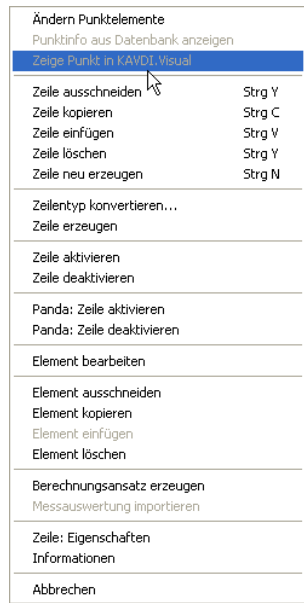 Ändern Punktelemente
Punktinfo aus Datenbank anzeigen
Zeige Punkt in KAVDI.Visual
Zeile ausschneiden Strg Y
Zeile kopieren Strg C
Zeile einfügen Strg V
Zeile löschen Strg Y
Zeile neu erzeugen Strg N
Zeilentyp konvertieren...
Zeile erzeugen
Zeile aktivieren
Zeile deaktivieren
Panda: Zeile aktivieren
Panda: Zeile deaktivieren
Element bearbeiten
Element ausschneiden
Element kopieren
Element einfügen
Element löschen
Berechnungsansatz erzeugen
Messauswertung importieren
Zeile: Eigenschaften
Informationen
Abbrechen